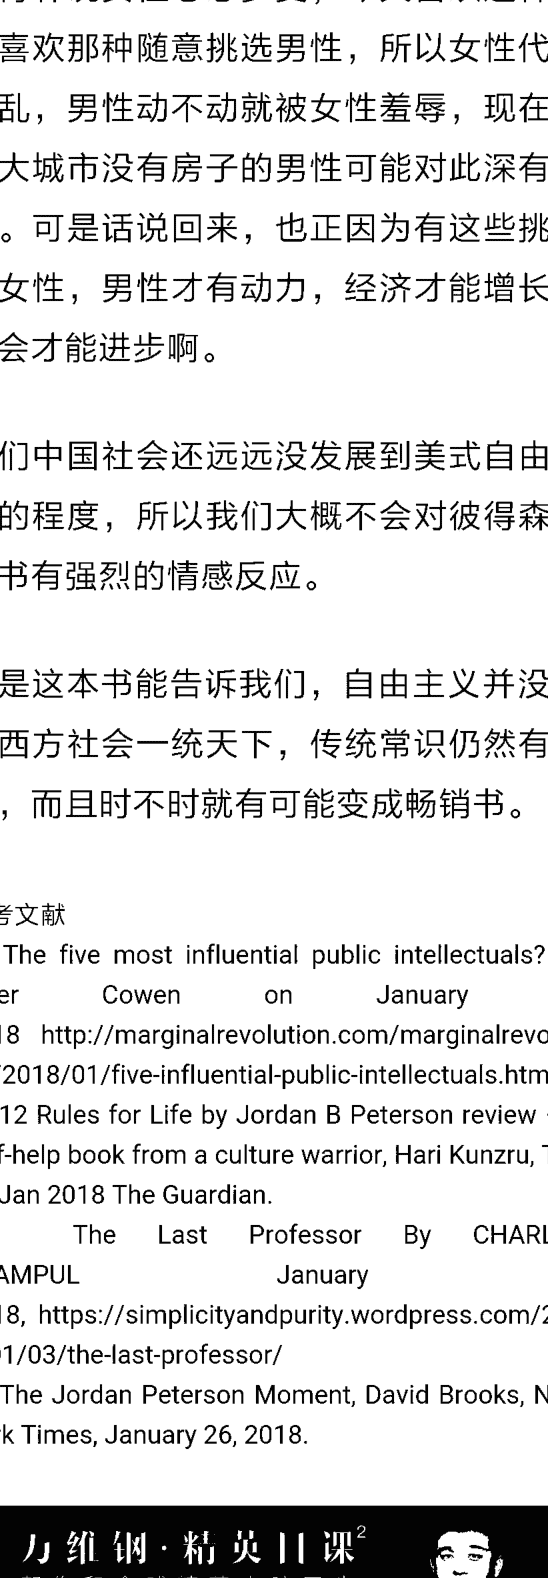 喜欢那种随意挑选男性，所以女性代
乱，男性动不动就被女性羞辱，现在
大城市没有房子的男性可能对此深有
。可是话说回来，也正因为有这些挑
女性，男性才有动力，经济才能增长
会才能进步啊。
们中国社会还远远没发展到美式自由
的程度，所以我们大概不会对彼得森
书有强烈的情感反应。
是这本书能告诉我们，自由主义并没
西方社会一统天下，传统常识仍然有
，而且时不时就有可能变成畅销书。
考文献
The five most influential public intellectuals?
er Cowen on January
18 http://marginalrevolution.com/marginalrevo
/2018/01/five-influential-public-intellectuals.htm
12 Rules for Life by Jordan B Peterson review
f-help book from a culture warrior, Hari Kunzru, T
Jan 2018 The Guardian.
The Last Professor By CHARL
AMPUL January
18, https://simplicityandpurity.wordpress.com/2
01/03/the-last-professor/
The Jordan Peterson Moment, David Brooks, N
rk Times, January 26, 2018.
万维钢·精英日课2